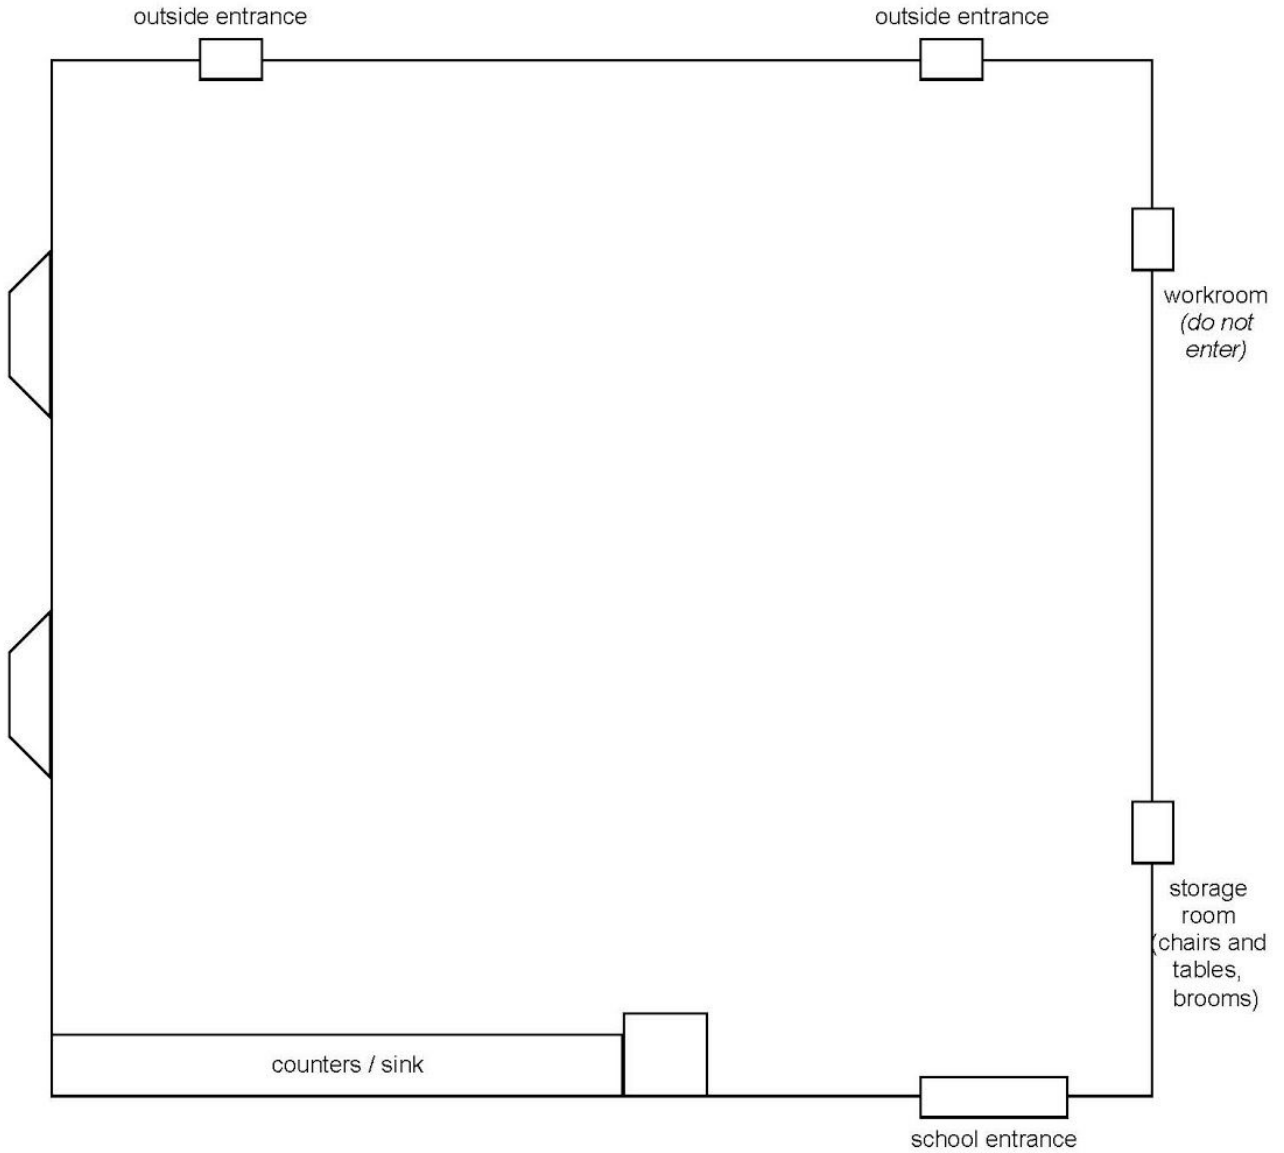 outside entrance
outside entrance
workroom
(do not
enter)
storage
room
(chairs and
tables,
brooms)
counters / sink
school entrance